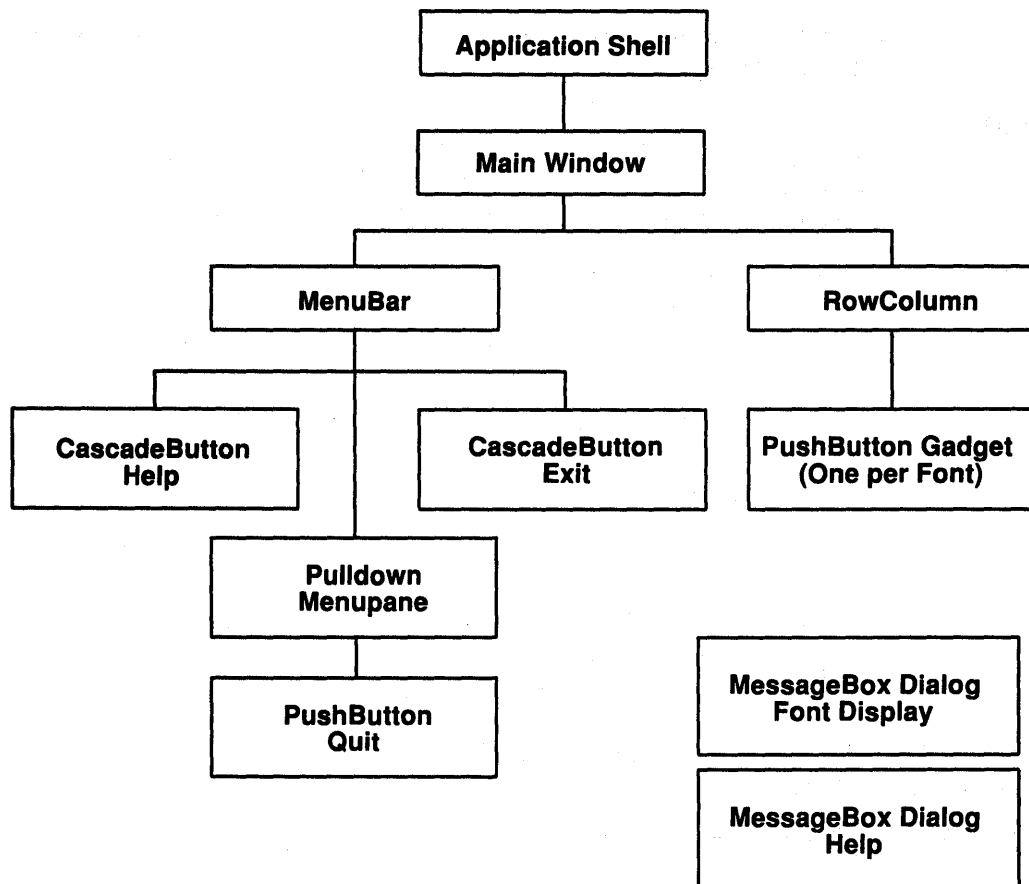 Application Shell
Main Window
MenuBar
RowColumn
CascadeButton
Help
CascadeButton
Exit
PushButton Gadget
(One per Font)
Pulldown
Menupane
PushButton
Quit
MessageBox Dialog
Font Display
MessageBox Dialog
Help